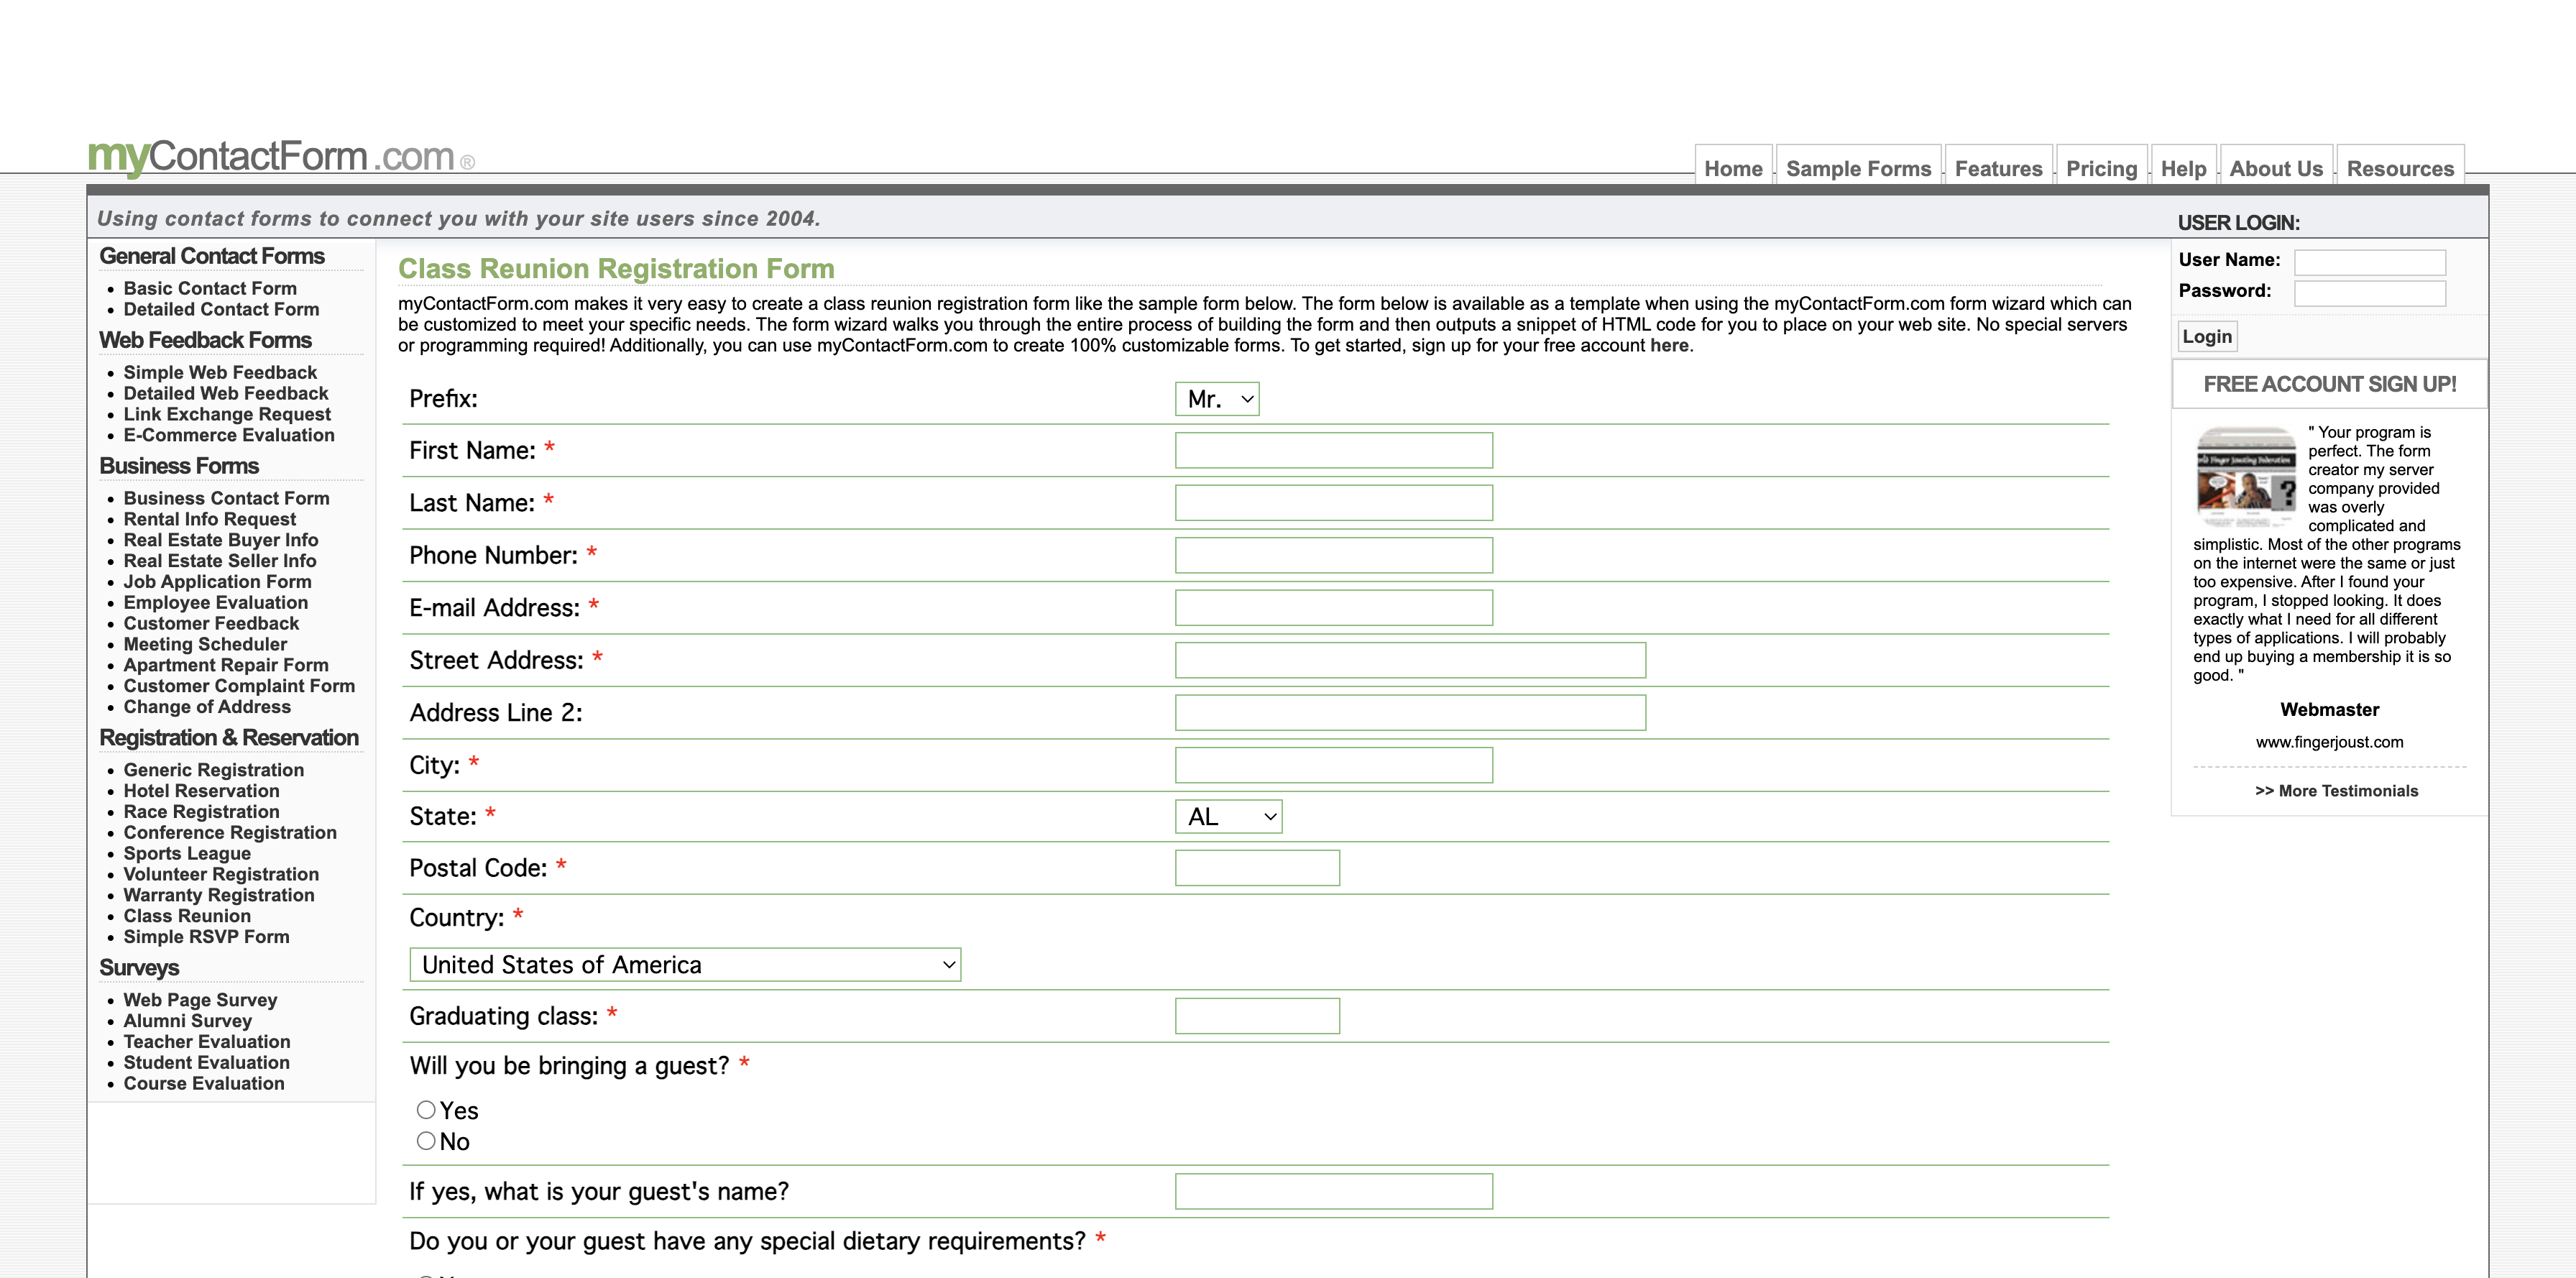 myContactForm.com®
Home Sample Forms Features Pricing Help About Us Resources
Using contact forms to connect you with your site users since 2004.
USER LOGIN:
General Contact Forms
Basic Contact Form
Detailed Contact Form
Web Feedback Forms
Simple Web Feedback
Detailed Web Feedback
Link Exchange Request
E-Commerce Evaluation
Business Forms
Business Contact Form
Rental Info Request
Real Estate Buyer Info
Real Estate Seller Info
Job Application Form
Employee Evaluation
Customer Feedback
Meeting Scheduler
Apartment Repair Form
Customer Complaint Form
Change of Address
Registration & Reservation
Generic Registration
Hotel Reservation
Race Registration
Conference Registration
Sports League
Volunteer Registration
Warranty Registration
Class Reunion
Simple RSVP Form
Surveys
Web Page Survey
Alumni Survey
Teacher Evaluation
Student Evaluation
Course Evaluation
Class Reunion Registration Form
myContactForm.com makes it very easy to create a class reunion registration form like the sample form below. The form below is available as a template when using the myContactForm.com form wizard which can
be customized to meet your specific needs. The form wizard walks you through the entire process of building the form and then outputs a snippet of HTML code for you to place on your web site. No special servers
or programming required! Additionally, you can use myContactForm.com to create 100% customizable forms. To get started, sign up for your free account here.
Prefix: Mr.
First Name: *
Last Name: *
Phone Number: *
E-mail Address: *
Street Address: *
Address Line 2:
City: *
State: * AL
Postal Code: *
Country: *
United States of America
Graduating class: *
Will you be bringing a guest? *
Yes
No
If yes, what is your guest's name?
Do you or your guest have any special dietary requirements? *
User Name:
Password:
Login
FREE ACCOUNT SIGN UP!
" Your program is
perfect. The form
creator my server
company provided
was overly
complicated and
simplistic. Most of the other programs
on the internet were the same or just
too expensive. After I found your
program, I stopped looking. It does
exactly what I need for all different
types of applications. I will probably
end up buying a membership it is so
good. "
Webmaster
www.fingerjoust.com
>> More Testimonials